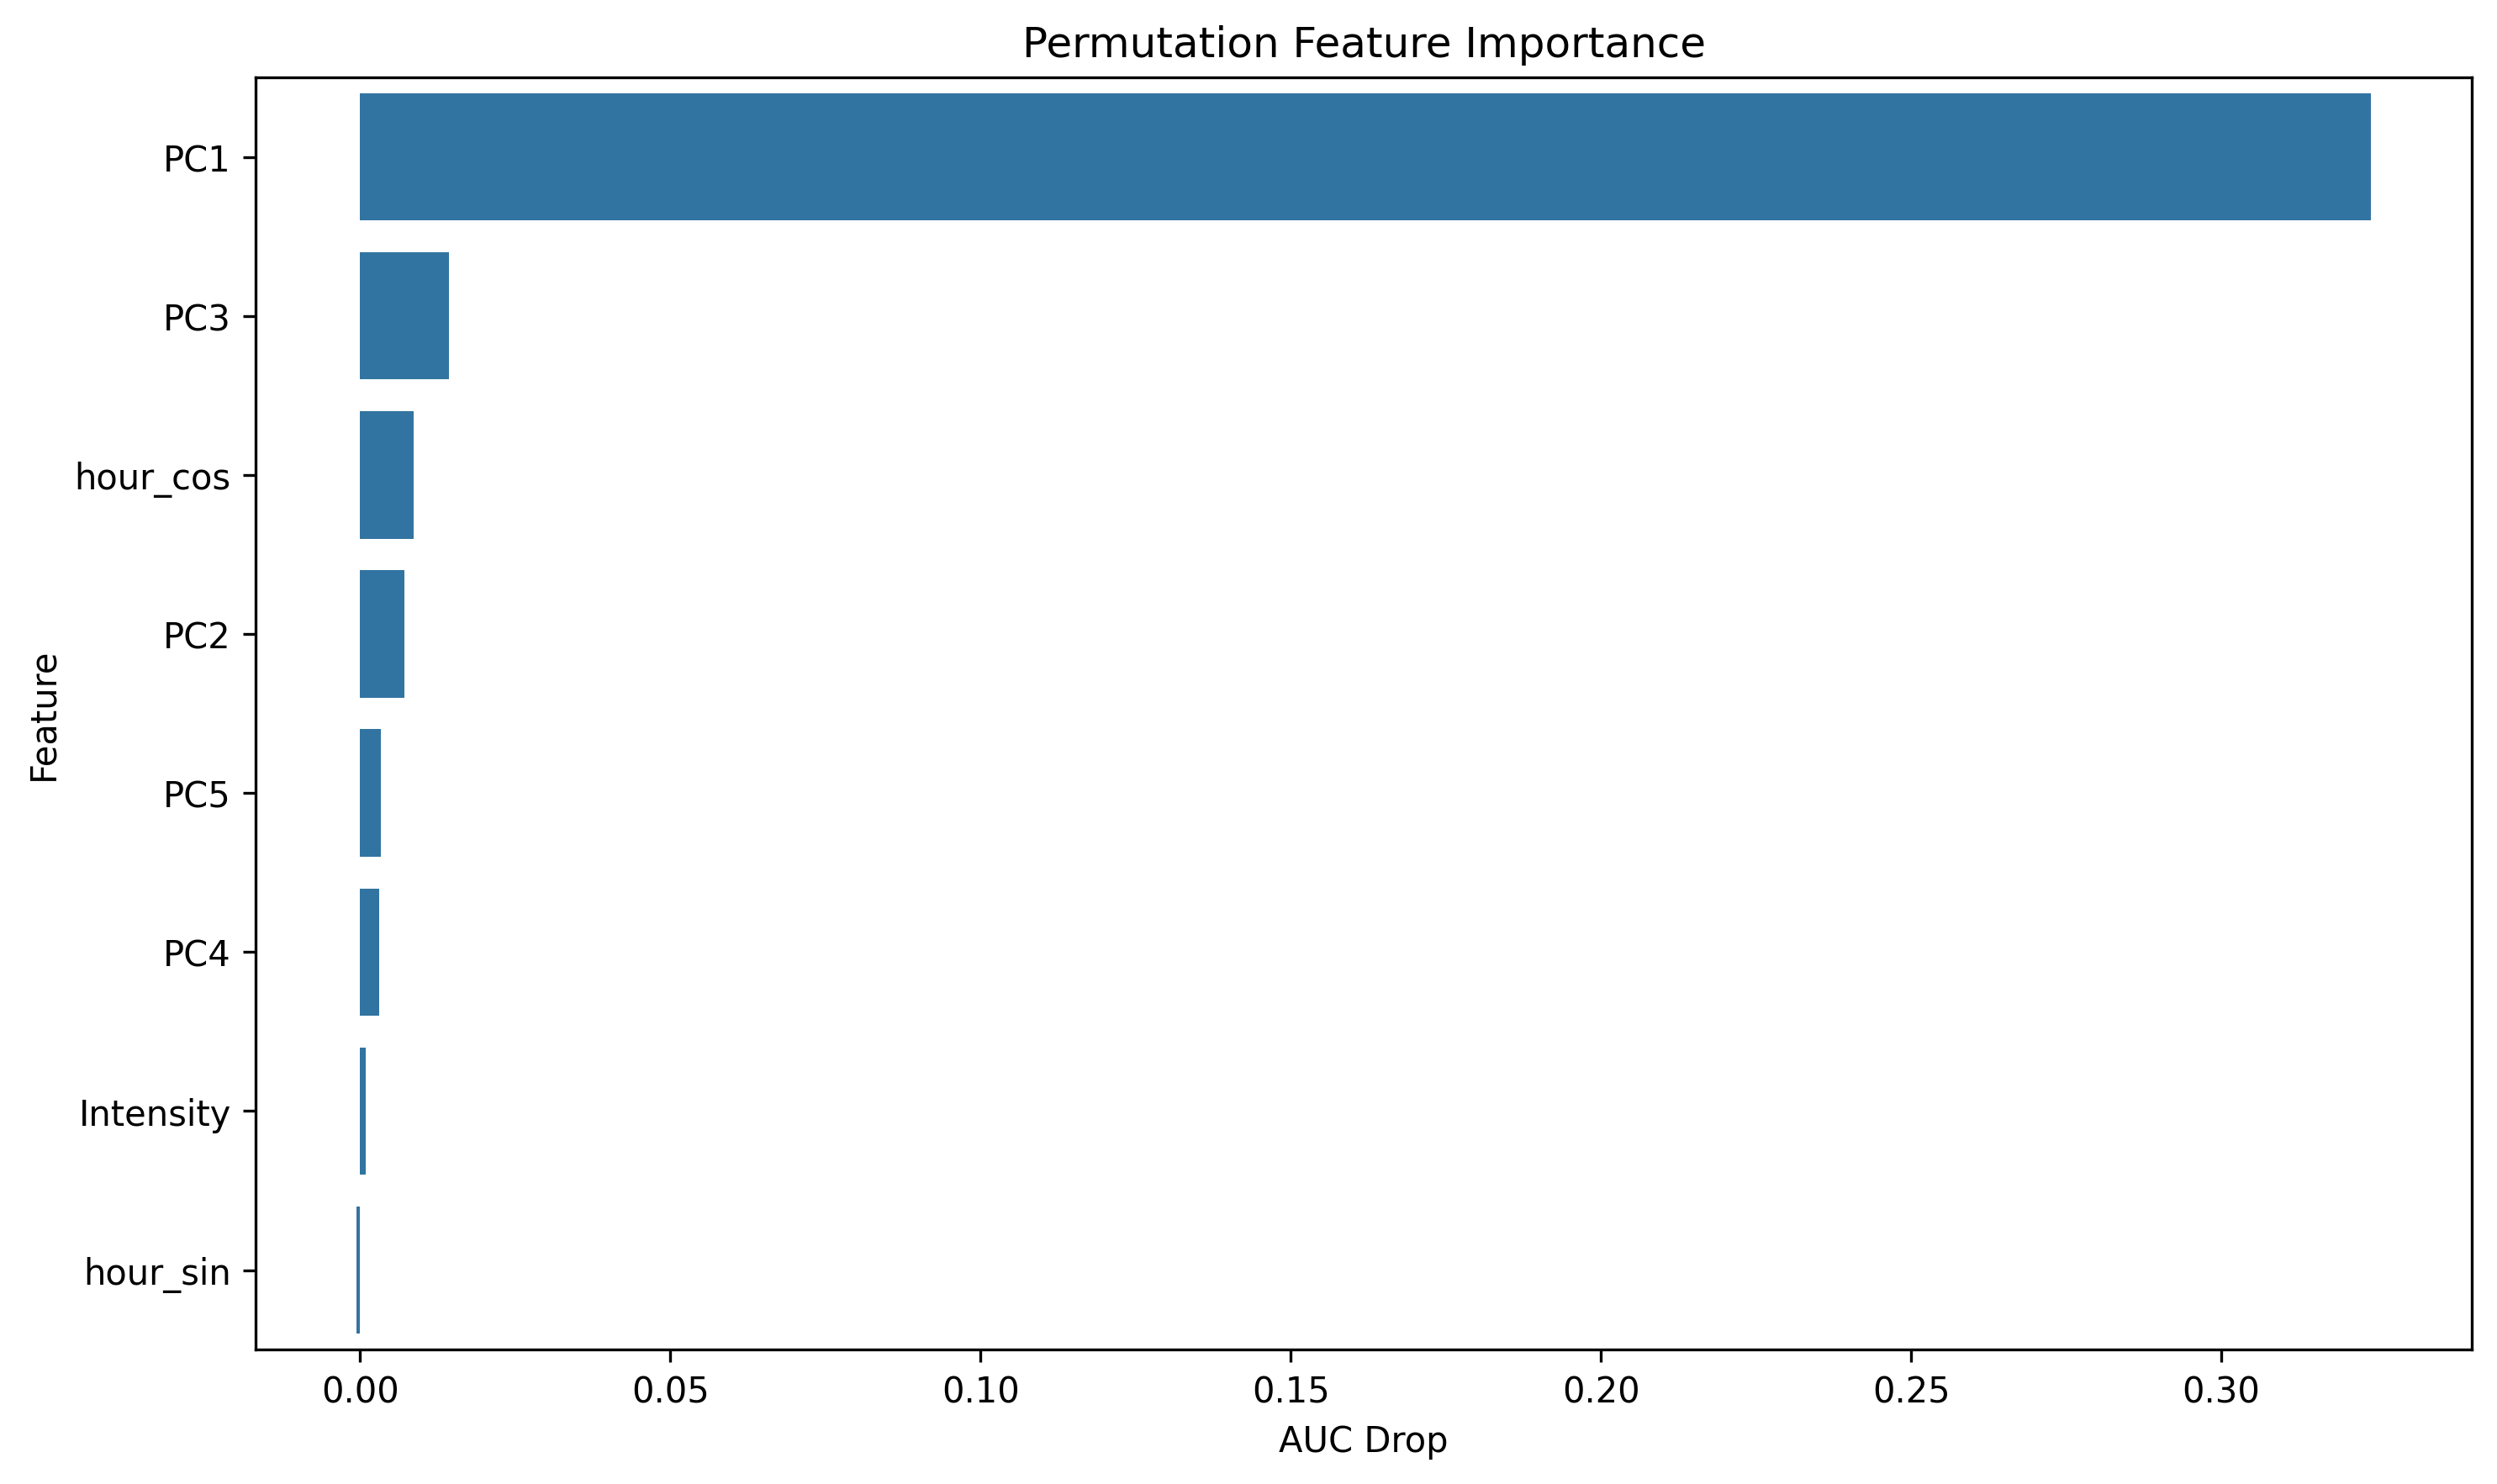 Permutation Feature Importance
Feature
PC1
PC3
hour_cos
PC2
PC5
PC4
Intensity
hour_sin
0.00 0.05 0.10 0.15 0.20 0.25 0.30
AUC Drop